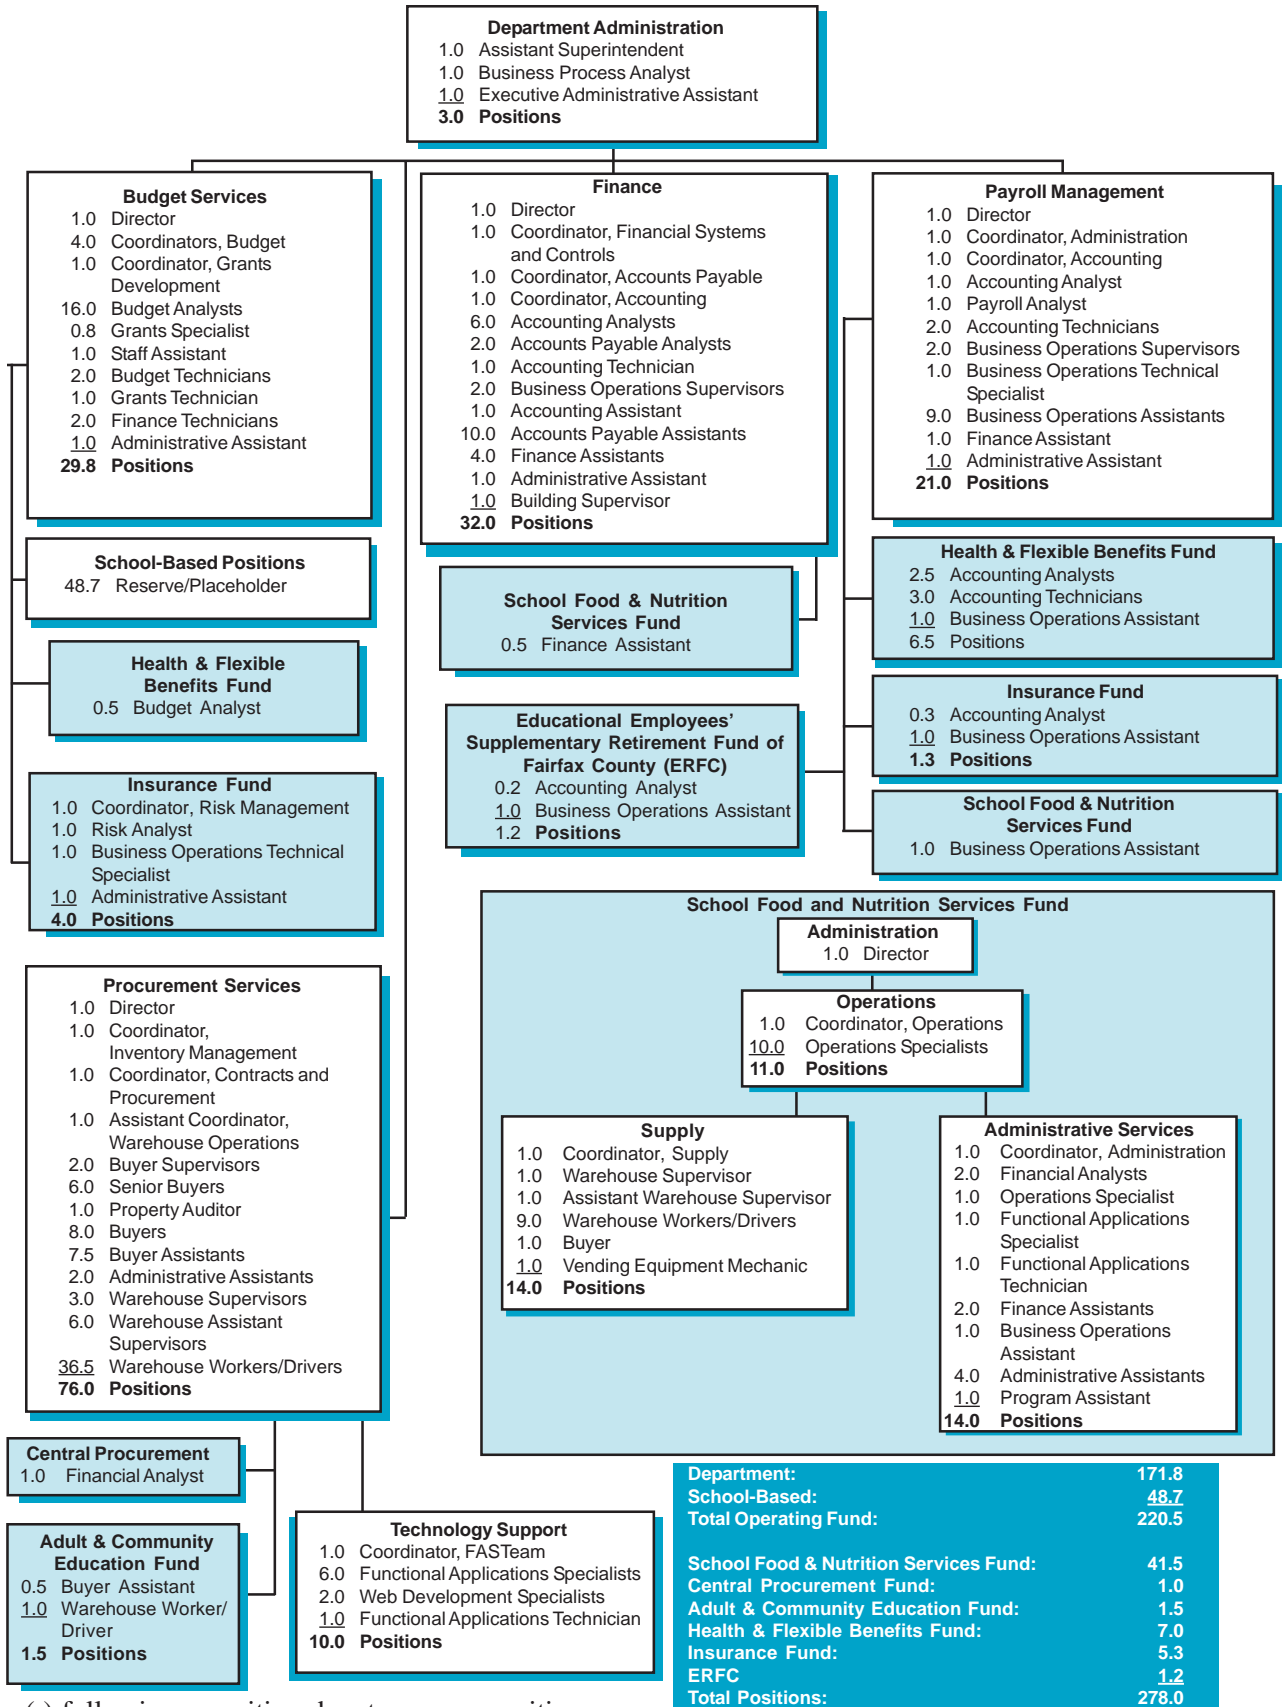 Department Administration
1.0 Assistant Superintendent
1.0 Business Process Analyst
1.0 Executive Administrative Assistant
3.0 Positions
Budget Services
1.0 Director
4.0 Coordinators, Budget
1.0 Coordinator, Grants
Development
16.0 Budget Analysts
0.8 Grants Specialist
1.0 Staff Assistant
2.0 Budget Technicians
1.0 Grants Technician
2.0 Finance Technicians
1.0 Administrative Assistant
29.8 Positions
School-Based Positions
48.7 Reserve/Placeholder
Health & Flexible
Benefits Fund
0.5 Budget Analyst
Insurance Fund
1.0 Coordinator, Risk Management
1.0 Risk Analyst
1.0 Business Operations Technical
Specialist
1.0 Administrative Assistant
4.0 Positions
Finance
1.0 Director
1.0 Coordinator, Financial Systems
and Controls
1.0 Coordinator, Accounts Payable
1.0 Coordinator, Accounting
6.0 Accounting Analysts
2.0 Accounts Payable Analysts
1.0 Accounting Technician
2.0 Business Operations Supervisors
1.0 Accounting Assistant
10.0 Accounts Payable Assistants
4.0 Finance Assistants
1.0 Administrative Assistant
1.0 Building Supervisor
32.0 Positions
School Food & Nutrition
Services Fund
0.5 Finance Assistant
Educational Employees'
Supplementary Retirement Fund of
Fairfax County (ERFC)
0.2 Accounting Analyst
1.0 Business Operations Assistant
1.2 Positions
Payroll Management
1.0 Director
1.0 Coordinator, Administration
1.0 Coordinator, Accounting
1.0 Accounting Analyst
1.0 Payroll Analyst
2.0 Accounting Technicians
2.0 Business Operations Supervisors
1.0 Business Operations Technical
Specialist
9.0 Business Operations Assistants
1.0 Finance Assistant
1.0 Administrative Assistant
21.0 Positions
Health & Flexible Benefits Fund
2.5 Accounting Analysts
3.0 Accounting Technicians
1.0 Business Operations Assistant
6.5 Positions
Insurance Fund
0.3 Accounting Analyst
1.0 Business Operations Assistant
1.3 Positions
School Food & Nutrition
Services Fund
1.0 Business Operations Assistant
Procurement Services
1.0 Director
1.0 Coordinator,
Inventory Management
1.0 Coordinator, Contracts and
Procurement
1.0 Assistant Coordinator,
Warehouse Operations
2.0 Buyer Supervisors
6.0 Senior Buyers
1.0 Property Auditor
8.0 Buyers
7.5 Buyer Assistants
2.0 Administrative Assistants
3.0 Warehouse Supervisors
6.0 Warehouse Assistant
Supervisors
36.5 Warehouse Workers/Drivers
76.0 Positions
Central Procurement
1.0 Financial Analyst
Adult & Community
Education Fund
0.5 Buyer Assistant
1.0 Warehouse Worker/
Driver
1.5 Positions
Technology Support
1.0 Coordinator, FASTeam
6.0 Functional Applications Specialists
2.0 Web Development Specialists
1.0 Functional Applications Technician
10.0 Positions
School Food and Nutrition Services Fund
Administration
1.0 Director
Operations
1.0 Coordinator, Operations
10.0 Operations Specialists
11.0 Positions
Supply
1.0 Coordinator, Supply
1.0 Warehouse Supervisor
1.0 Assistant Warehouse Supervisor
9.0 Warehouse Workers/Drivers
1.0 Buyer
1.0 Vending Equipment Mechanic
14.0 Positions
Administrative Services
1.0 Coordinator, Administration
2.0 Financial Analysts
1.0 Operations Specialist
1.0 Functional Applications
Specialist
1.0 Functional Applications
Technician
2.0 Finance Assistants
1.0 Business Operations
Assistant
4.0 Administrative Assistants
1.0 Program Assistant
14.0 Positions
Department: 171.8
School-Based: 48.7
Total Operating Fund: 220.5
School Food & Nutrition Services Fund: 41.5
Central Procurement Fund: 1.0
Adult & Community Education Fund: 1.5
Health & Flexible Benefits Fund: 7.0
Insurance Fund: 5.3
ERFC 1.2
Total Positions: 278.0